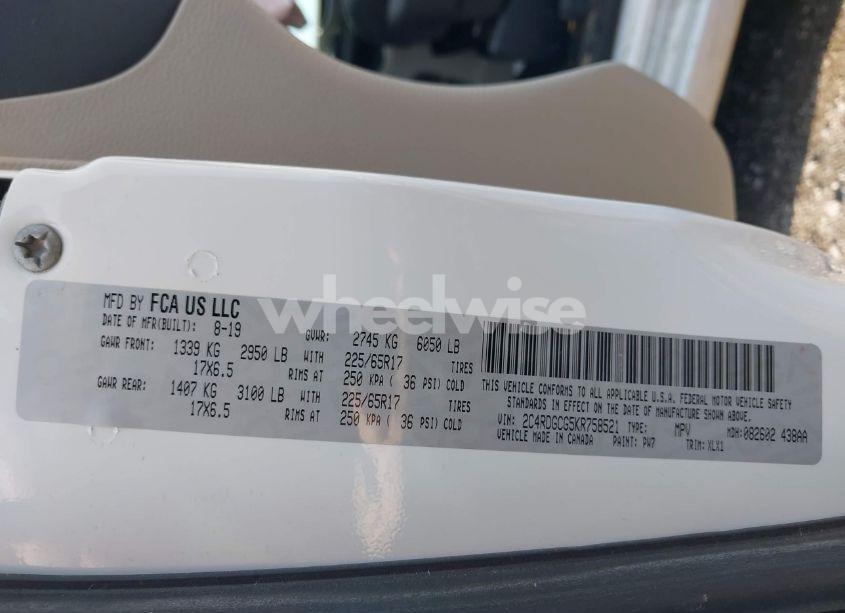 wheelwise
MFD BY FCA US LLC
DATE OF MFR(BUILT): 8-19 GVWR: 2745 KG 6050 LB
GAWR FRONT: 1339 KG 2950 LB WITH 225/65R17 TIRES
17X6.5 RIMS AT 250 KPA ( 36 PSI) COLD
GAWR REAR: 1407 KG 3100 LB WITH 225/65R17 TIRES
17X6.5 RIMS AT 250 KPA ( 36 PSI) COLD
THIS VEHICLE CONFORMS TO ALL APPLICABLE U.S.A. FEDERAL MOTOR VEHICLE SAFETY
STANDARDS IN EFFECT ON THE DATE OF MANUFACTURE SHOWN ABOVE.
VIN: 2C4RDGCG5KR758521 TYPE: MPV MDH: 082602 438AA
VEHICLE MADE IN CANADA PAINT: PW7 TRIM: XLX1